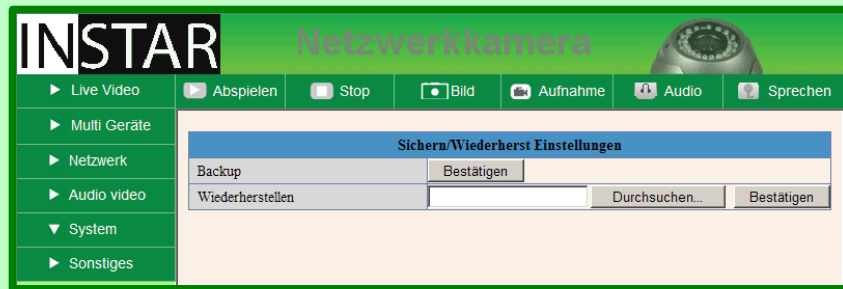 INSTAR Netzwerkkamera
Live Video Abspielen Stop Bild Aufnahme Audio Sprechen
Multi Geräte
Netzwerk
Audio video
System
Sonstiges
Sichern/Wiederherst Einstellungen
Backup Bestätigen
Wiederherstellen Durchsuchen... Bestätigen